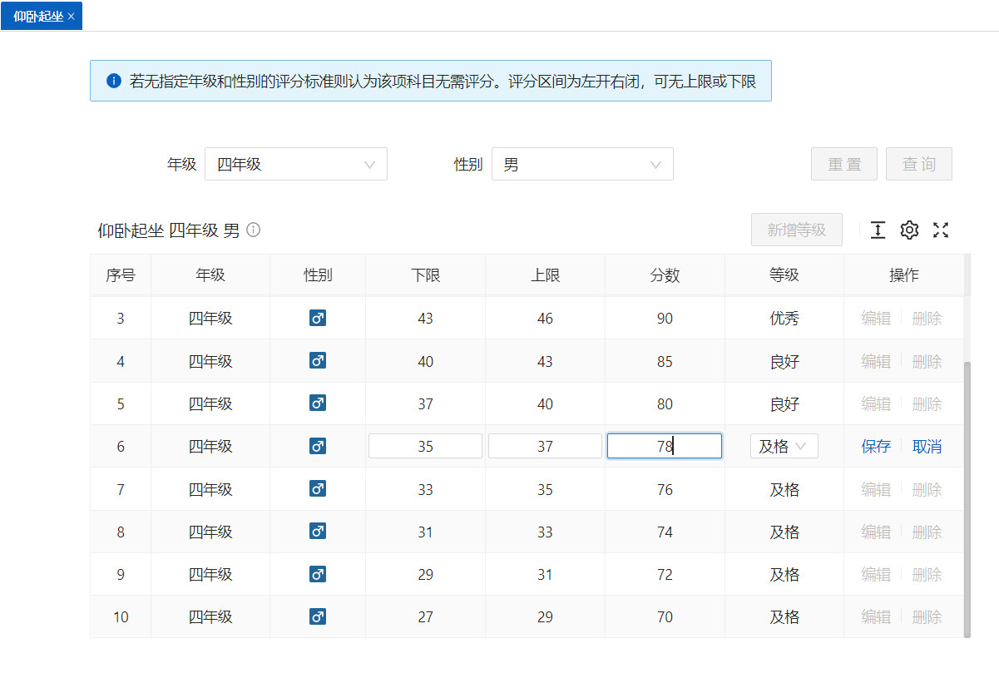 仰卧起坐 ×
若无指定年级和性别的评分标准则认为该项科目无需评分。评分区间为左开右闭，可无上限或下限
年级 四年级 性别 男 重置 查询
仰卧起坐 四年级 男 新增等级
序号 年级 性别 下限 上限 分数 等级 操作
3 四年级 ♂ 43 46 90 优秀 编辑 删除
4 四年级 ♂ 40 43 85 良好 编辑 删除
5 四年级 ♂ 37 40 80 良好 编辑 删除
6 四年级 ♂ 35 37 78 及格 保存 取消
7 四年级 ♂ 33 35 76 及格 编辑 删除
8 四年级 ♂ 31 33 74 及格 编辑 删除
9 四年级 ♂ 29 31 72 及格 编辑 删除
10 四年级 ♂ 27 29 70 及格 编辑 删除